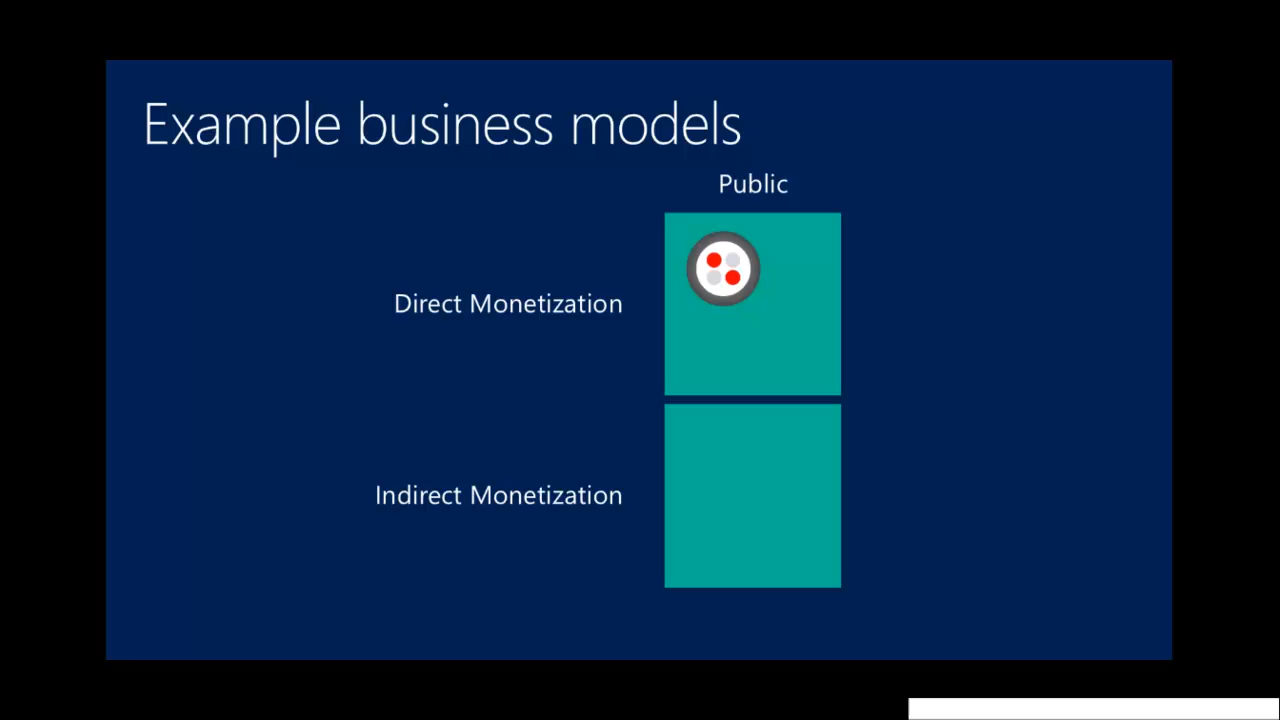 Example business models
Public
Direct Monetization
Indirect Monetization